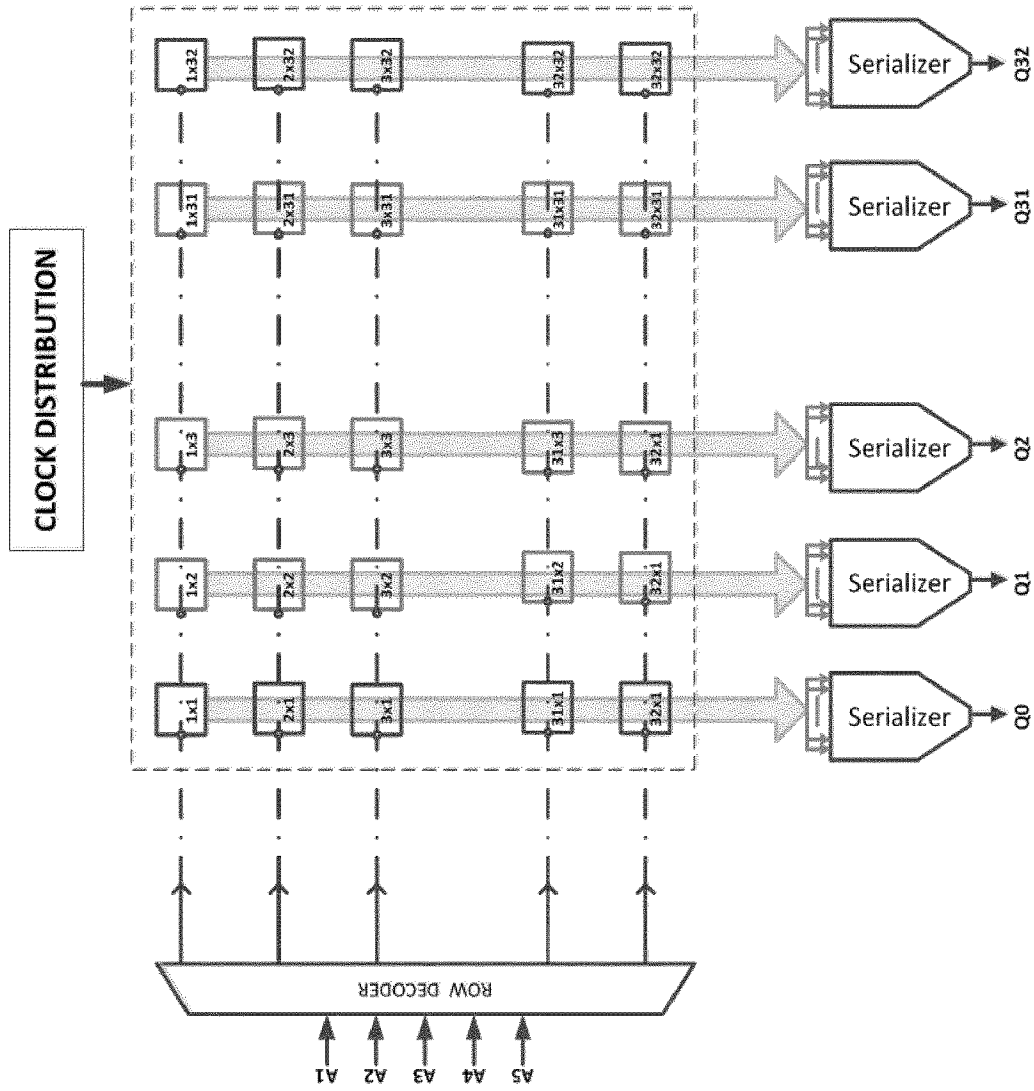 CLOCK DISTRIBUTION
1x1
1x2
1x3
1x31
1x32
2x1
2x2
2x3
2x31
2x32
3x1
3x2
3x3
3x31
3x32
31x1
31x2
31x3
31x31
32x32
32x1
32x1
32x1
32x31
32x32
ROW DECODER
A1
A2
A3
A4
A5
Serializer
Serializer
Serializer
Serializer
Serializer
Q0
Q1
Q2
Q31
Q32